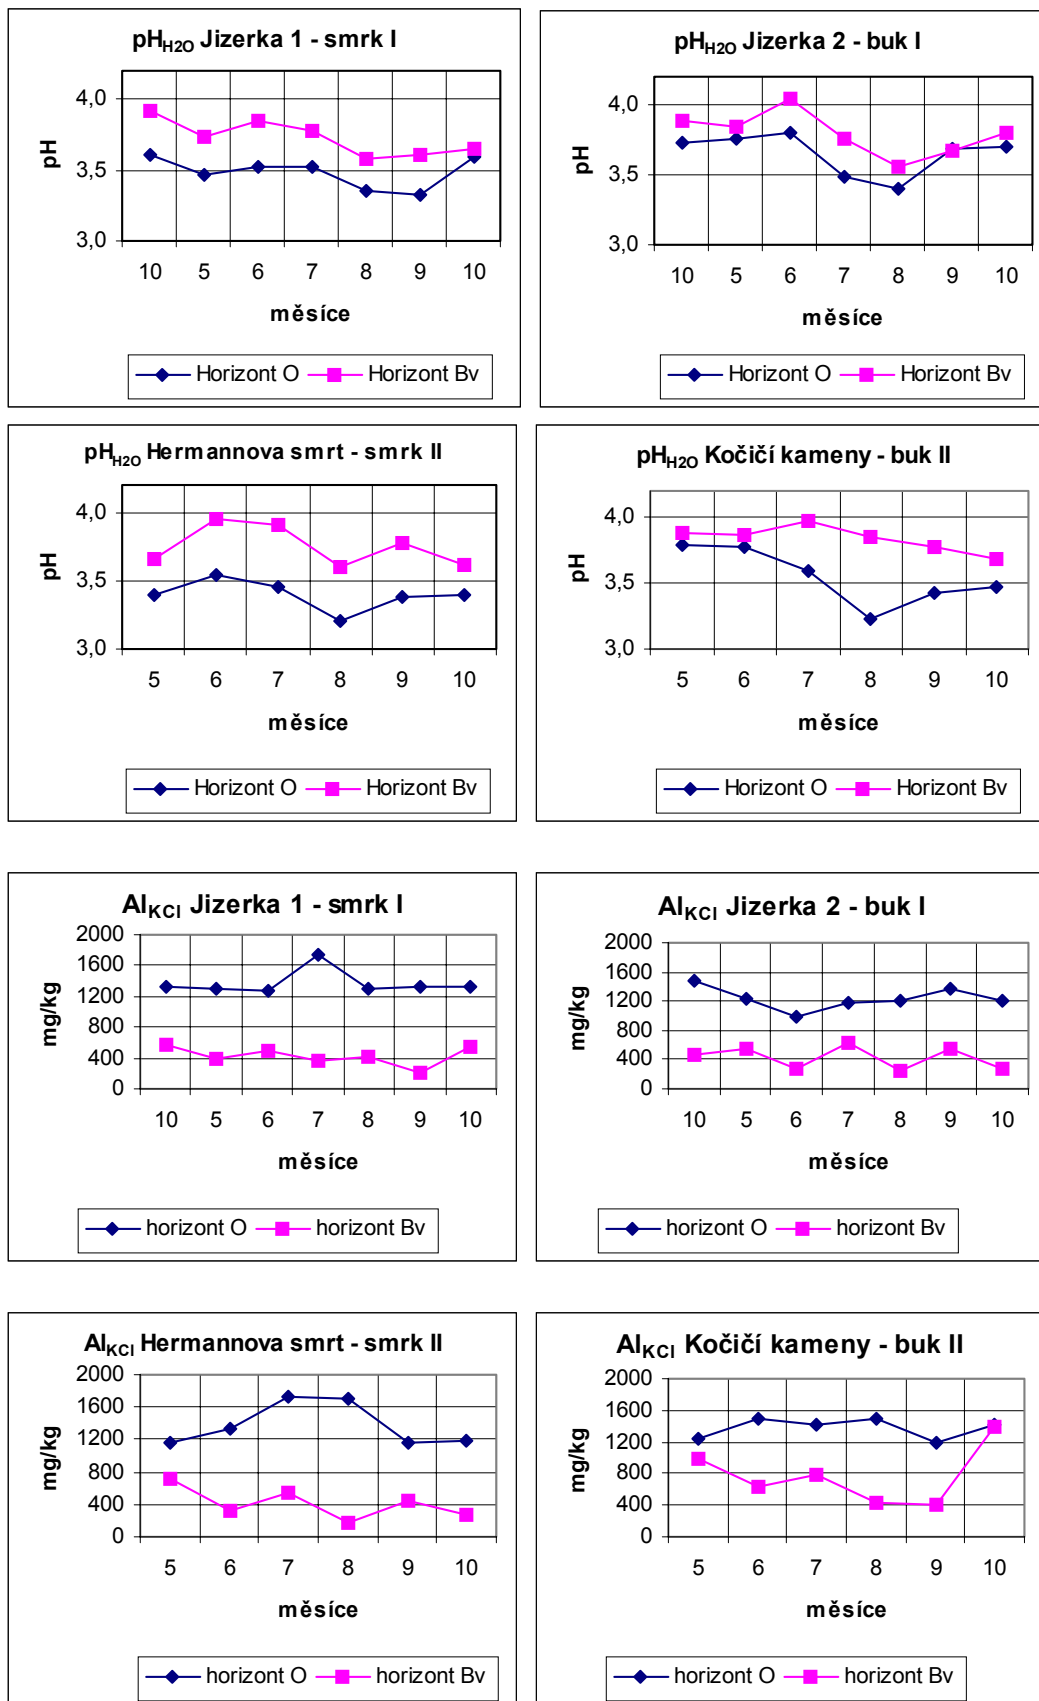 pH_H2O Jizerka 1 - smrk I
4,0
3,5
3,0
pH
10 5 6 7 8 9 10
měsíce
Horizont O Horizont Bv
pH_H2O Jizerka 2 - buk I
4,0
3,5
3,0
pH
10 5 6 7 8 9 10
měsíce
Horizont O Horizont Bv
pH_H2O Hermannova smrt - smrk II
4,0
3,5
3,0
pH
5 6 7 8 9 10
měsíce
Horizont O Horizont Bv
pH_H2O Kočičí kameny - buk II
4,0
3,5
3,0
pH
5 6 7 8 9 10
měsíce
Horizont O Horizont Bv
Al_KCl Jizerka 1 - smrk I
2000
1600
1200
800
400
0
mg/kg
10 5 6 7 8 9 10
měsíce
horizont O horizont Bv
Al_KCl Jizerka 2 - buk I
2000
1600
1200
800
400
0
mg/kg
10 5 6 7 8 9 10
měsíce
horizont O horizont Bv
Al_KCl Hermannova smrt - smrk II
2000
1600
1200
800
400
0
mg/kg
5 6 7 8 9 10
měsíce
horizont O horizont Bv
Al_KCl Kočičí kameny - buk II
2000
1600
1200
800
400
0
mg/kg
5 6 7 8 9 10
měsíce
horizont O horizont Bv